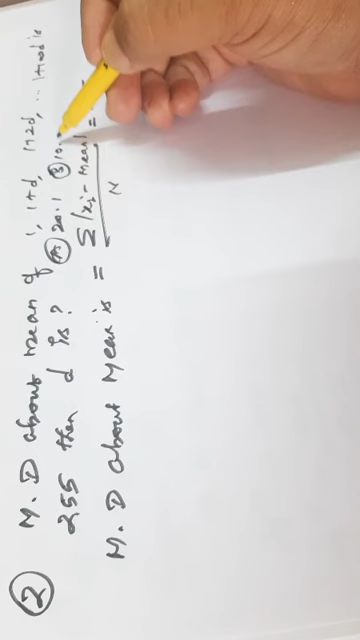 ② M. D about mean of 1, 1+d, 1+2d, ... 1+100d is
255 then d is? Ⓐ 20.1 Ⓑ 10.
M. D about Mean is = Σ|xi - Mean| =
N